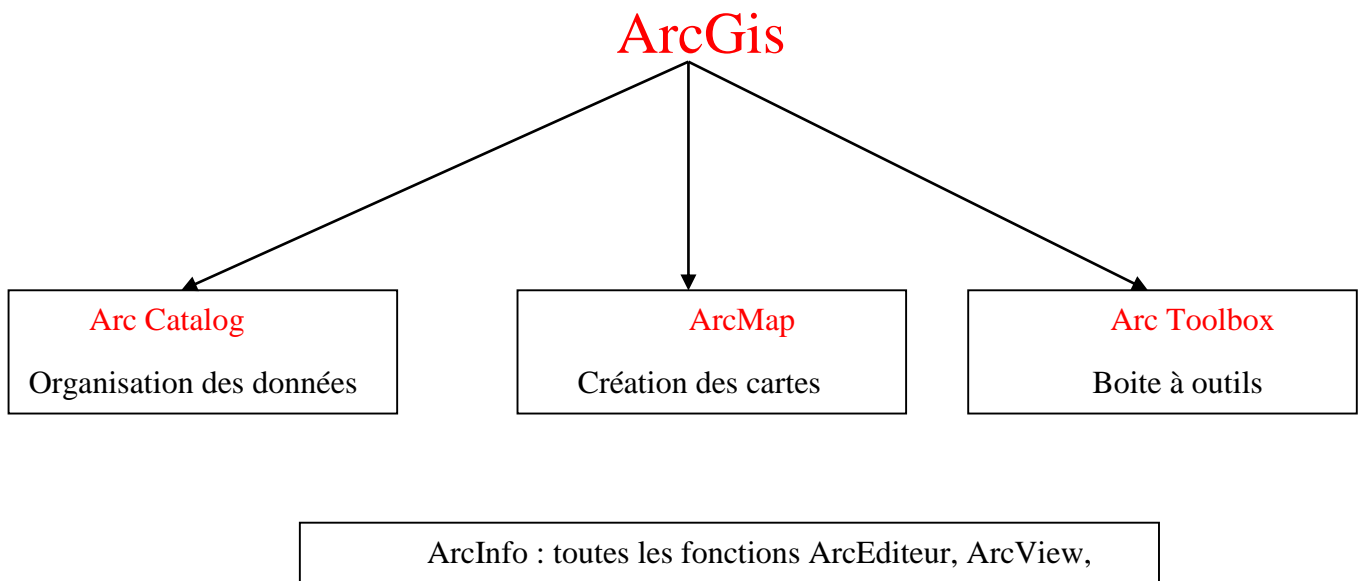 ArcGis
Arc Catalog
Organisation des données
ArcMap
Création des cartes
Arc Toolbox
Boite à outils
ArcInfo : toutes les fonctions ArcEditeur, ArcView,